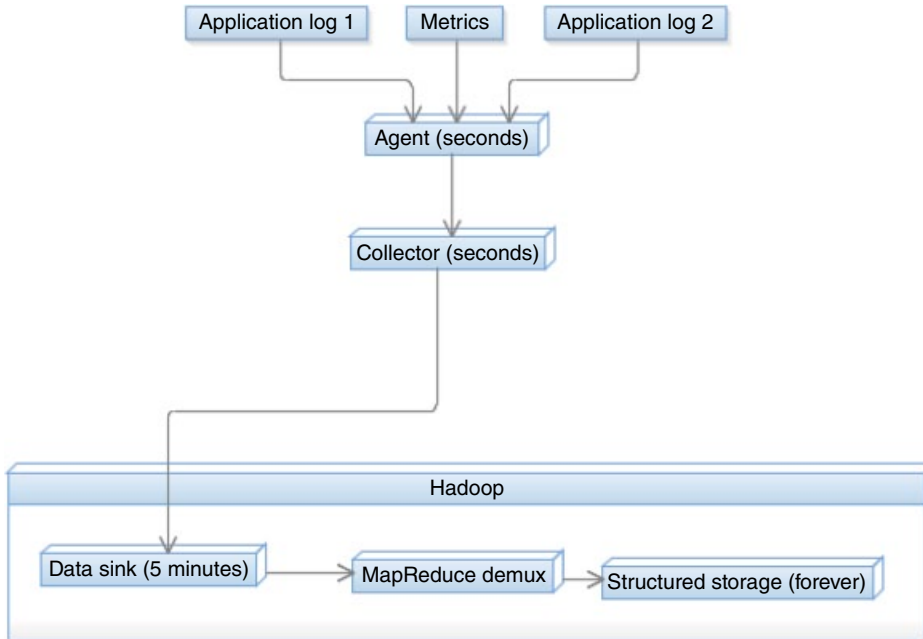 Application log 1
Metrics
Application log 2
Agent (seconds)
Collector (seconds)
Hadoop
Data sink (5 minutes)
MapReduce demux
Structured storage (forever)